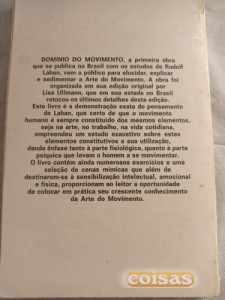 DOMÍNIO DO MOVIMENTO, a primeira obra
que se publica no Brasil com os estudos de Rudolf
Laban, vem a público para elucidar, explicar
e sedimentar a Arte do Movimento. A obra foi
organizada em sua edição original por
Lisa Ullmann, que em sua estada no Brasil
retocou os últimos detalhes desta edição.
Este livro é a demonstração exata do pensamento
de Laban, que certo de que o movimento
humano é sempre constituído dos mesmos elementos,
seja na arte, no trabalho, na vida cotidiana,
empreendeu um estudo exaustivo sobre estes
elementos constitutivos e sua utilização,
dando ênfase tanto à parte fisiológica, quanto à parte
psíquica que levam o homem a se movimentar.
O livro contém ainda numerosos exercícios e uma
seleção de cenas mímicas que além de
destinarem-se à sensibilização intelectual, emocional
e física, proporcionam ao leitor a oportunidade
de colocar em prática seu crescente conhecimento
da Arte do Movimento.
coisas